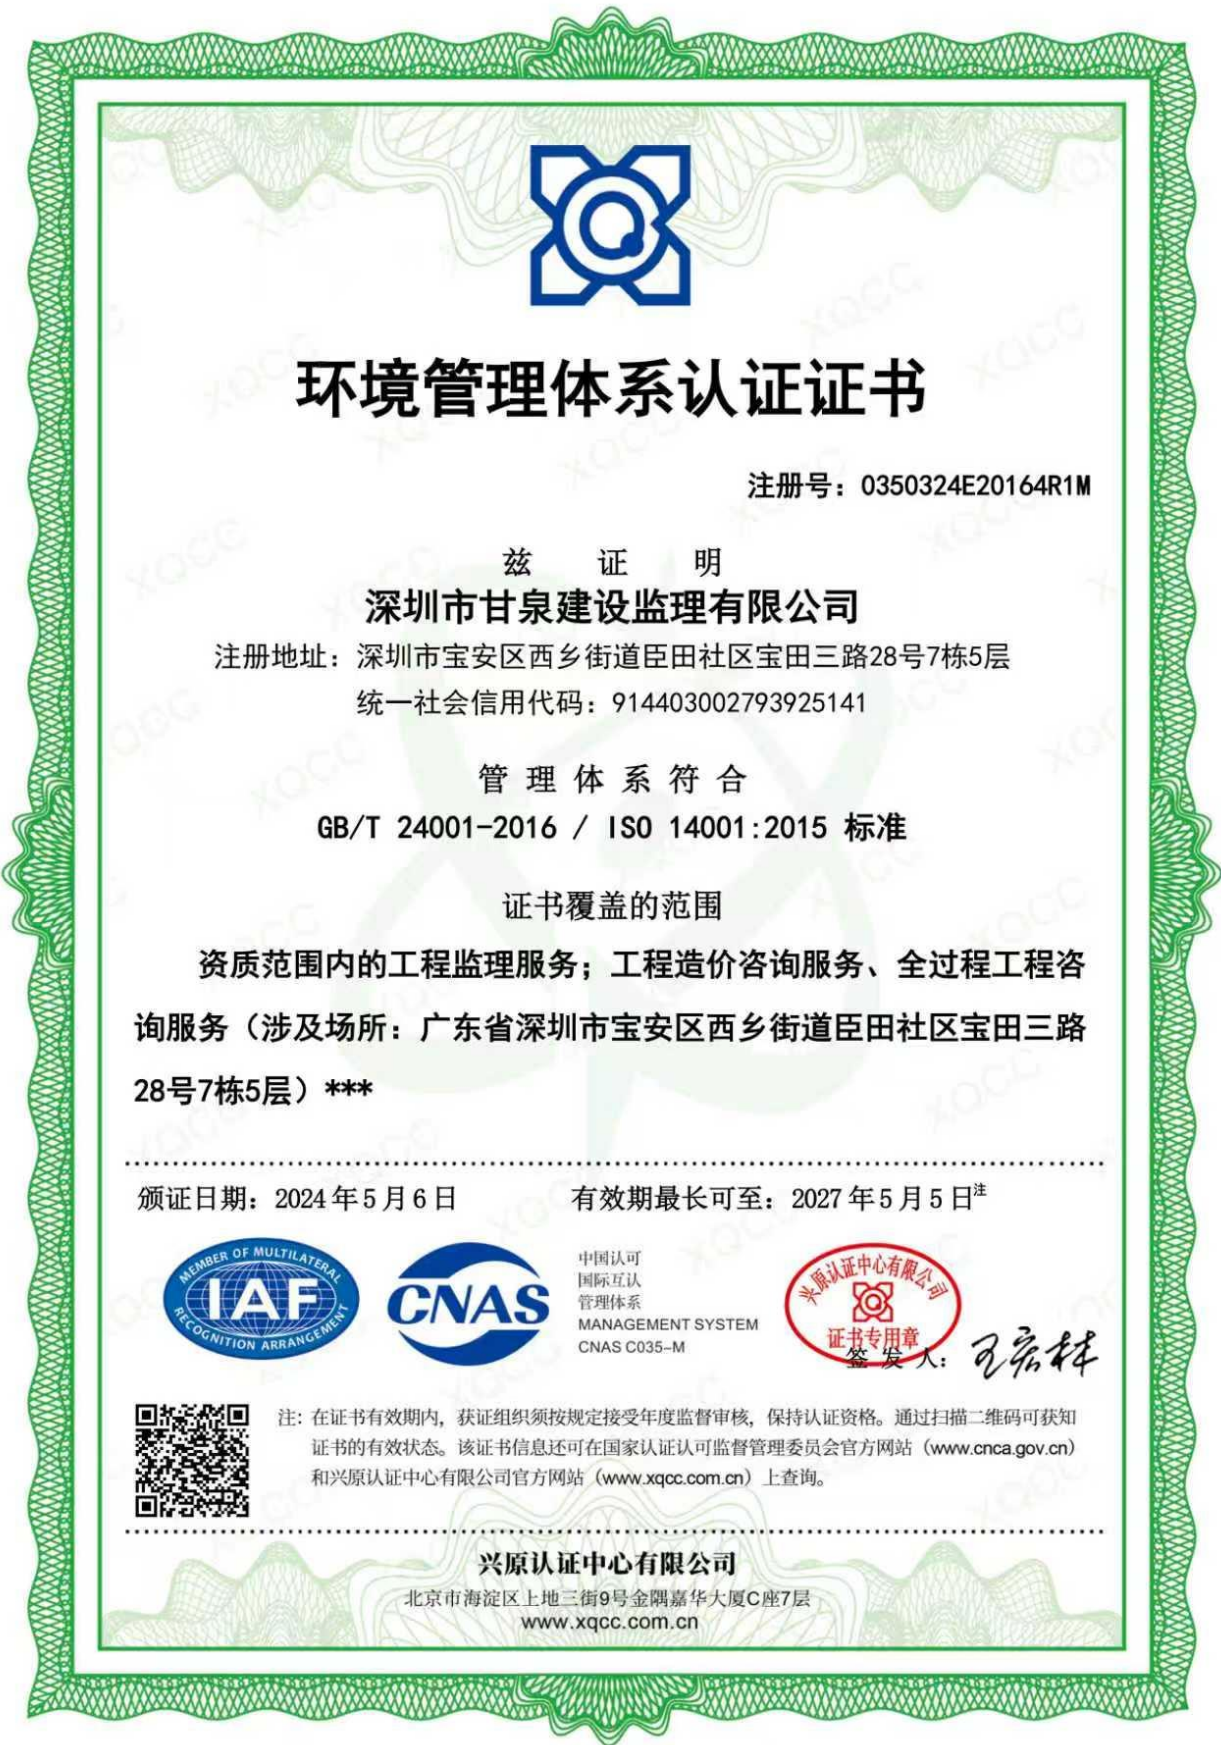 环境管理体系认证证书
注册号：0350324E20164R1M
兹 证 明
深圳市甘泉建设监理有限公司
注册地址：深圳市宝安区西乡街道臣田社区宝田三路28号7栋5层
统一社会信用代码：914403002793925141
管理体系符合
GB/T 24001-2016 / ISO 14001:2015 标准
证书覆盖的范围
资质范围内的工程监理服务；工程造价咨询服务、全过程工程咨
询服务（涉及场所：广东省深圳市宝安区西乡街道臣田社区宝田三路
28号7栋5层）***
颁证日期：2024年5月6日
有效期最长可至：2027年5月5日注
MEMBER OF MULTILATERAL
IAF
RECOGNITION ARRANGEMENT
CNAS
中国认可
国际互认
管理体系
MANAGEMENT SYSTEM
CNAS C035-M
兴原认证中心有限公司
证书专用章
签 发 人：王宏林
注：在证书有效期内，获证组织须按规定接受年度监督审核，保持认证资格。通过扫描二维码可获知
证书的有效状态。该证书信息还可在国家认证认可监督管理委员会官方网站（www.cnca.gov.cn）
和兴原认证中心有限公司官方网站（www.xqcc.com.cn）上查询。
兴原认证中心有限公司
北京市海淀区上地三街9号金隅嘉华大厦C座7层
www.xqcc.com.cn